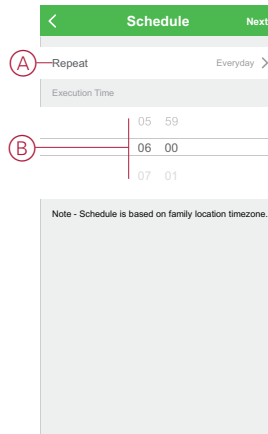 Schedule Next
A Repeat Everyday
Execution Time
05 59
B 06 00
07 01
Note - Schedule is based on family location timezone.